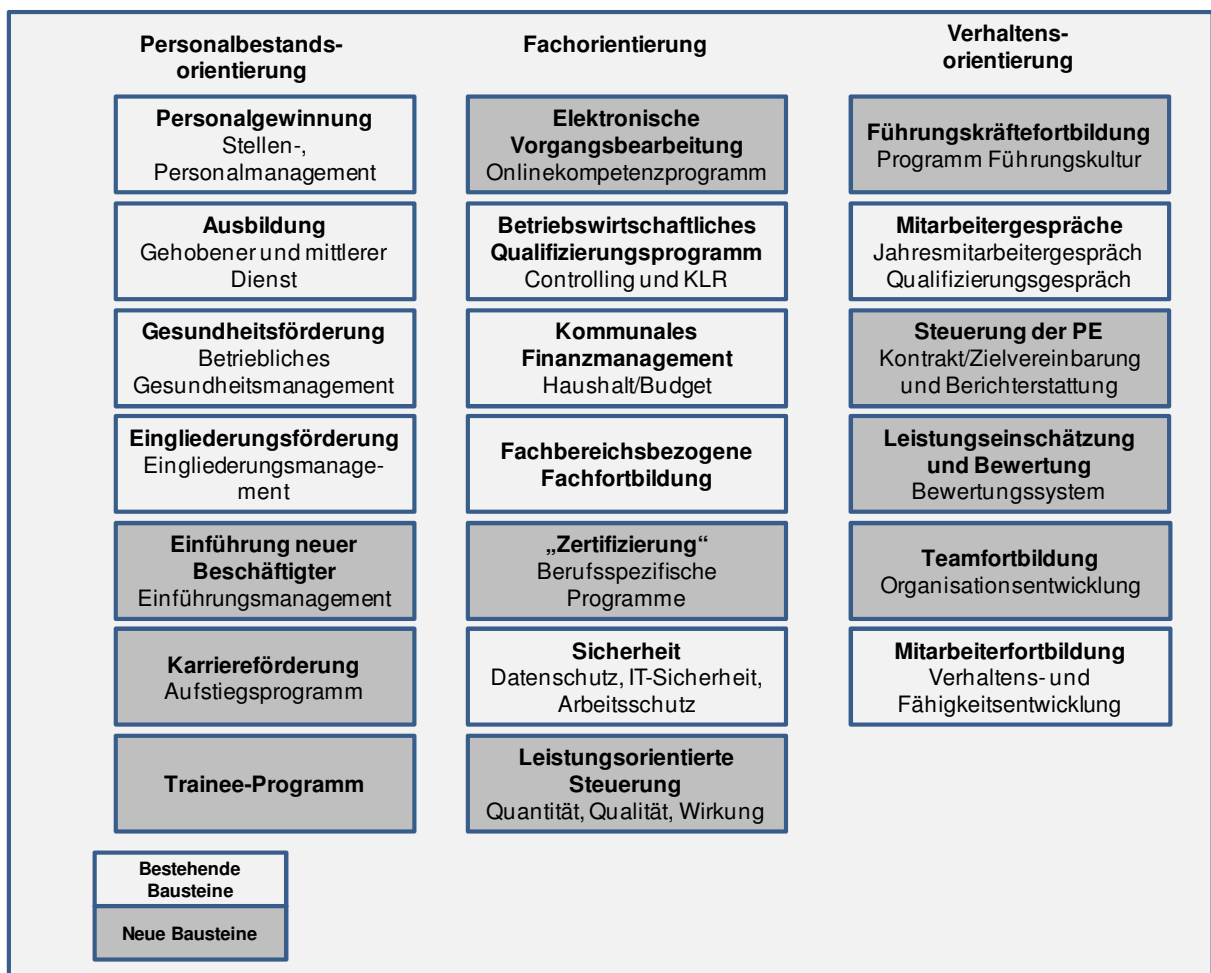 Personalbestands-
orientierung
Personalgewinnung
Stellen-,
Personalmanagement
Ausbildung
Gehobener und mittlerer
Dienst
Gesundheitsförderung
Betriebliches
Gesundheitsmanagement
Eingliederungsförderung
Eingliederungsmanage-
ment
Einführung neuer
Beschäftigter
Einführungsmanagement
Karriereförderung
Aufstiegsprogramm
Trainee-Programm
Fachorientierung
Elektronische
Vorgangsbearbeitung
Onlinekompetenzprogramm
Betriebswirtschaftliches
Qualifizierungsprogramm
Controlling und KLR
Kommunales
Finanzmanagement
Haushalt/Budget
Fachbereichsbezogene
Fachfortbildung
„Zertifizierung“
Berufsspezifische
Programme
Sicherheit
Datenschutz, IT-Sicherheit,
Arbeitsschutz
Leistungsorientierte
Steuerung
Quantität, Qualität, Wirkung
Verhaltens-
orientierung
Führungskräftefortbildung
Programm Führungskultur
Mitarbeitergespräche
Jahresmitarbeitergespräch
Qualifizierungsgespräch
Steuerung der PE
Kontrakt/Zielvereinbarung
und Berichterstattung
Leistungseinschätzung
und Bewertung
Bewertungssystem
Teamfortbildung
Organisationsentwicklung
Mitarbeiterfortbildung
Verhaltens- und
Fähigkeitsentwicklung
Bestehende
Bausteine
Neue Bausteine